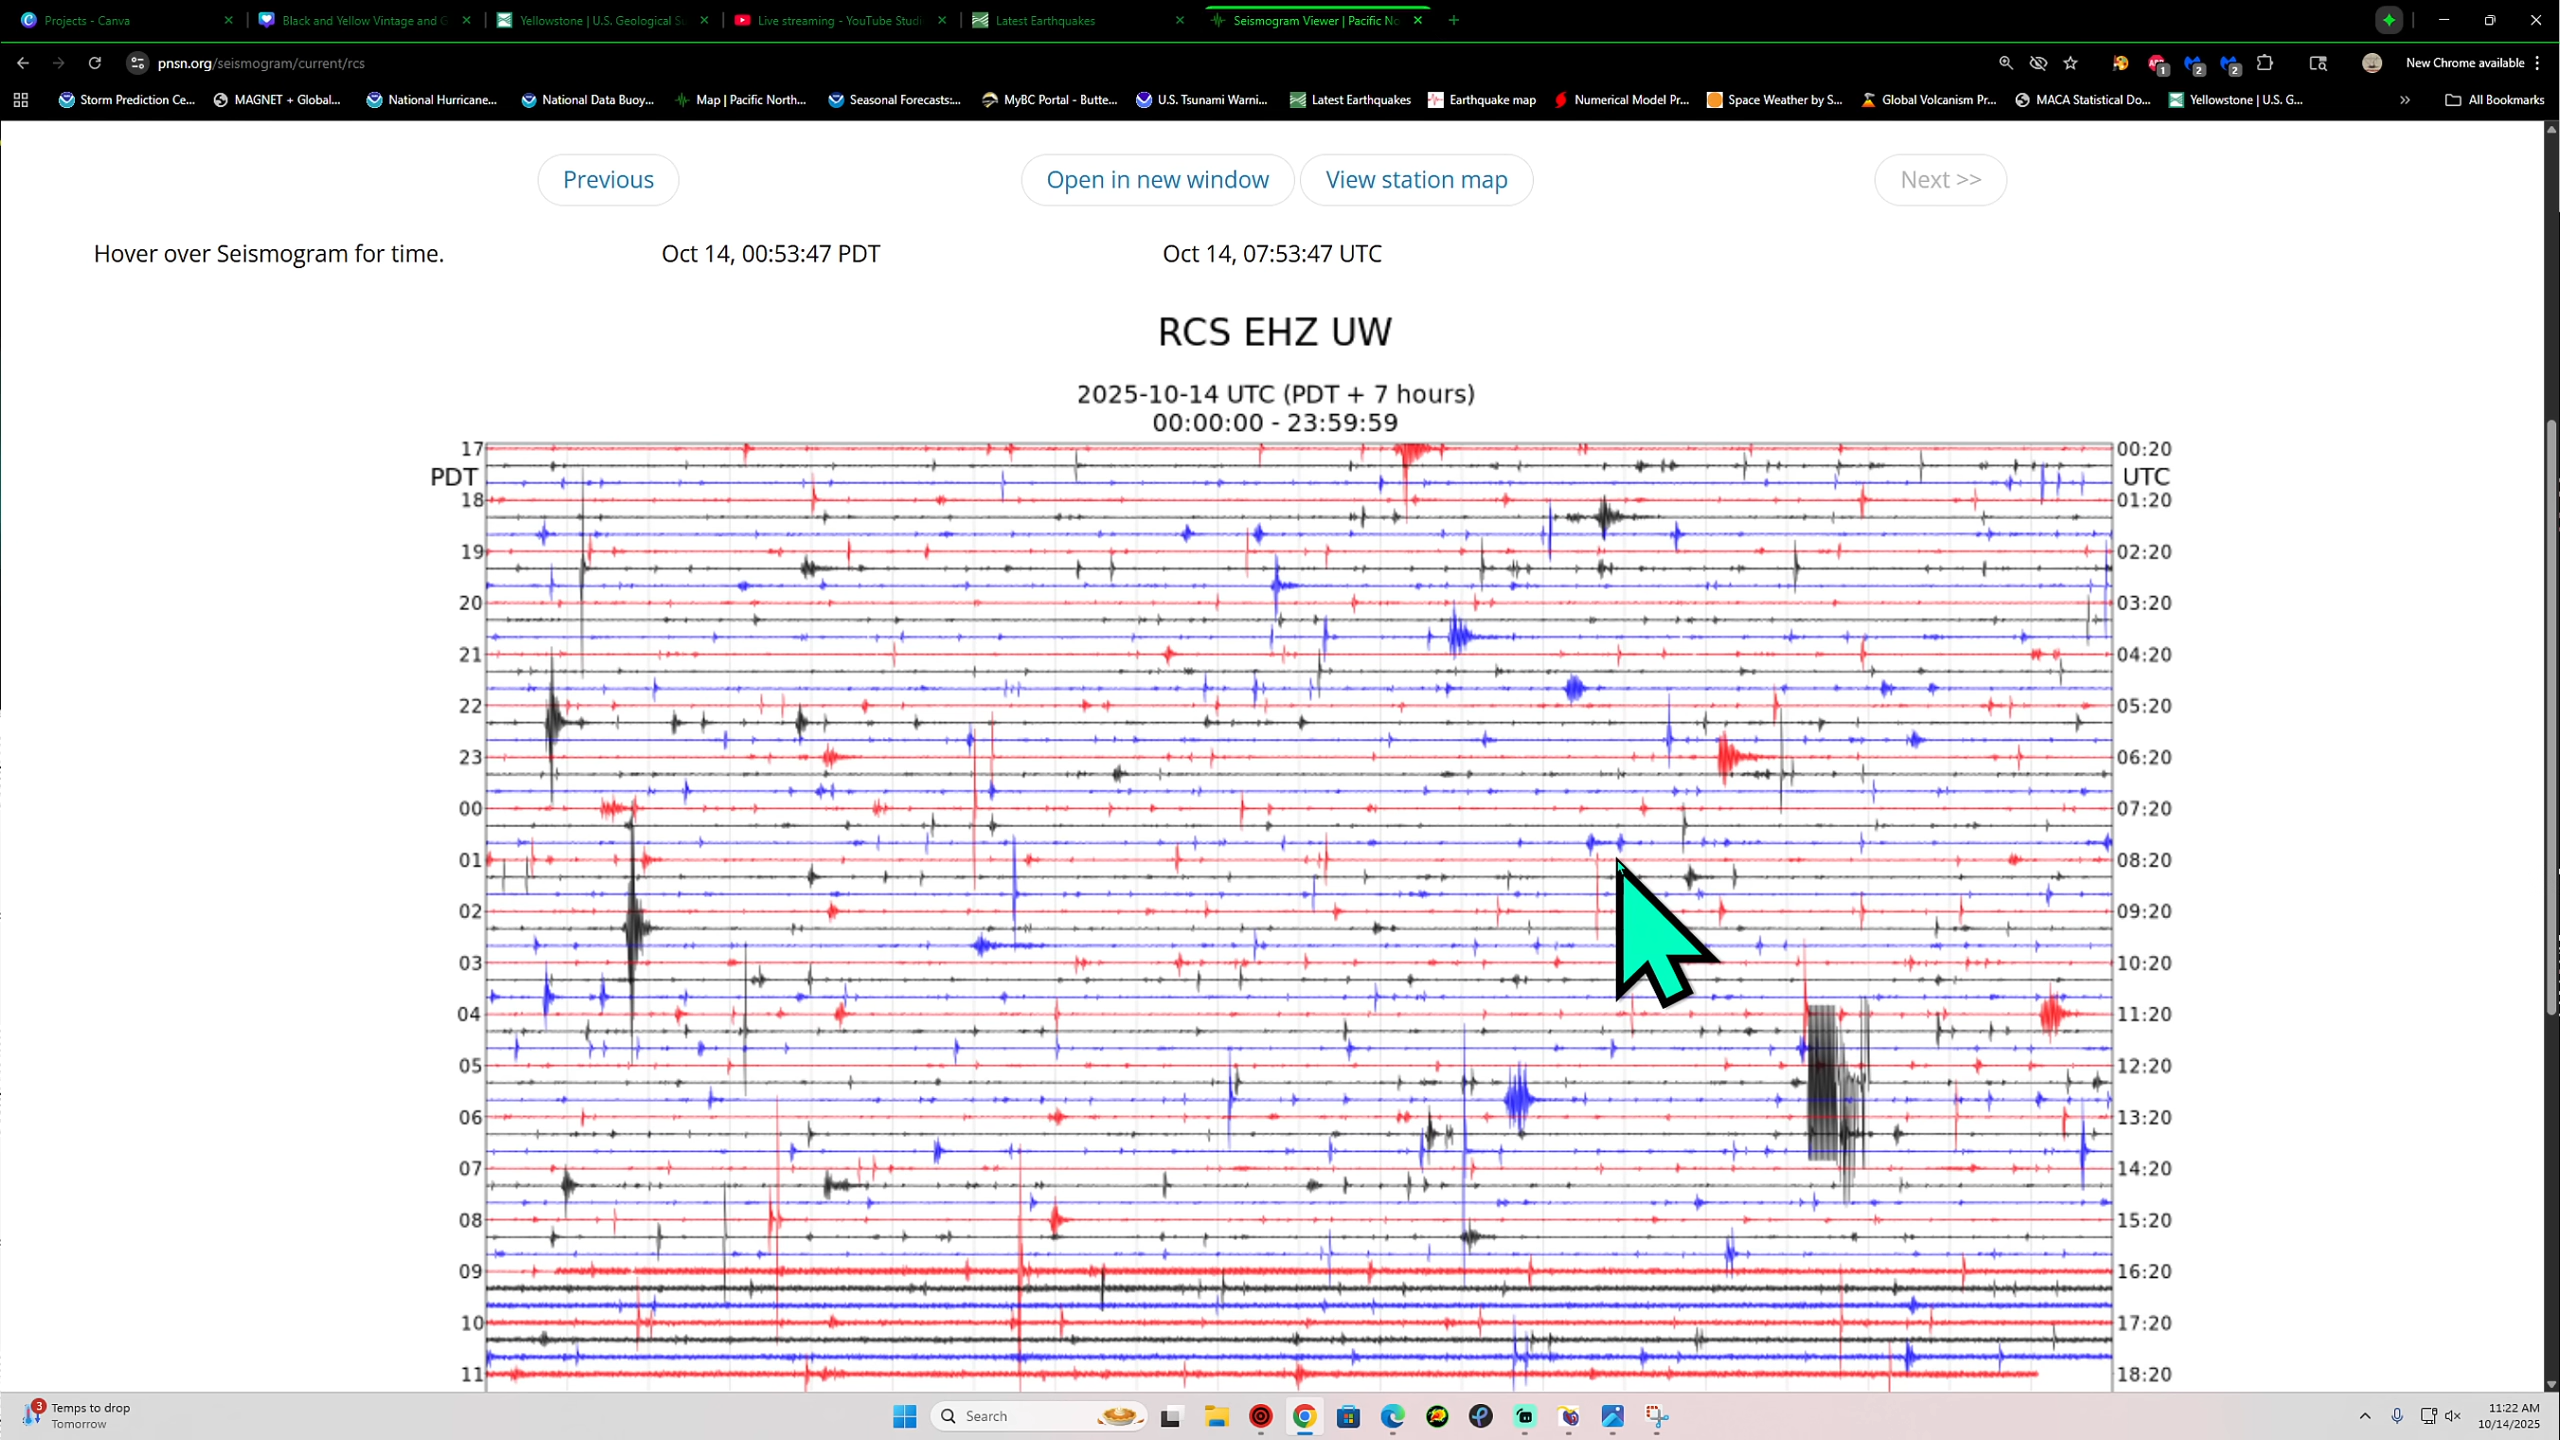 Projects - Canva
Black and Yellow Vintage and G
Yellowstone | U.S. Geological Su
Live streaming - YouTube Studi
Latest Earthquakes
Seismogram Viewer | Pacific No
pnsn.org/seismogram/current/rcs
1
2
2
New Chrome available
Storm Prediction Ce...
MAGNET + Global...
National Hurricane...
National Data Buoy...
Map | Pacific North...
Seasonal Forecasts:...
MyBC Portal - Butte...
U.S. Tsunami Warni...
Latest Earthquakes
Earthquake map
Numerical Model Pr...
Space Weather by S...
Global Volcanism Pr...
MACA Statistical Do...
Yellowstone | U.S. G...
All Bookmarks
Previous
Open in new window
View station map
Next >>
Hover over Seismogram for time.
Oct 14, 00:53:47 PDT
Oct 14, 07:53:47 UTC
RCS EHZ UW
2025-10-14 UTC (PDT + 7 hours)
00:00:00 - 23:59:59
17
00:20
PDT
UTC
18
01:20
19
02:20
20
03:20
21
04:20
22
05:20
23
06:20
00
07:20
01
08:20
02
09:20
03
10:20
04
11:20
05
12:20
06
13:20
07
14:20
08
15:20
09
16:20
10
17:20
11
18:20
3
Temps to drop
Tomorrow
Search
11:22 AM
10/14/2025